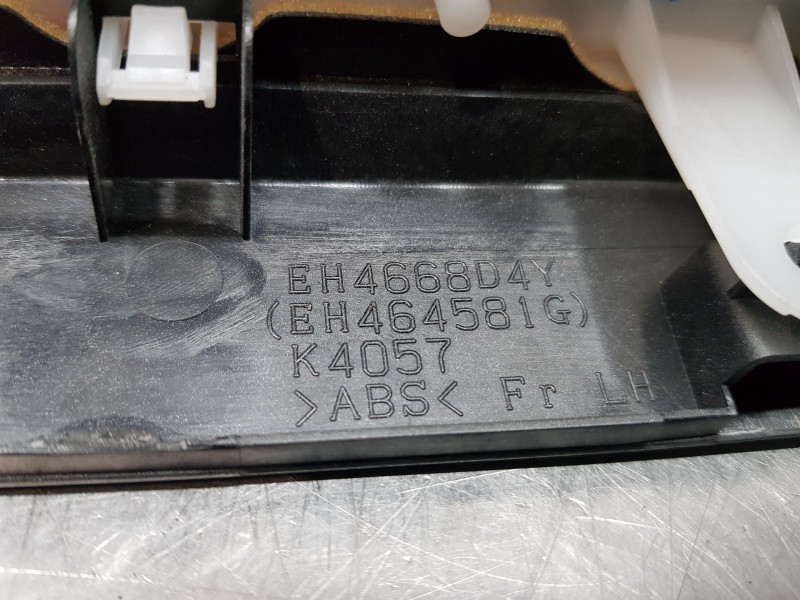 EH4668D4Y
(EH464581G)
K4057
>ABS< Fr LH